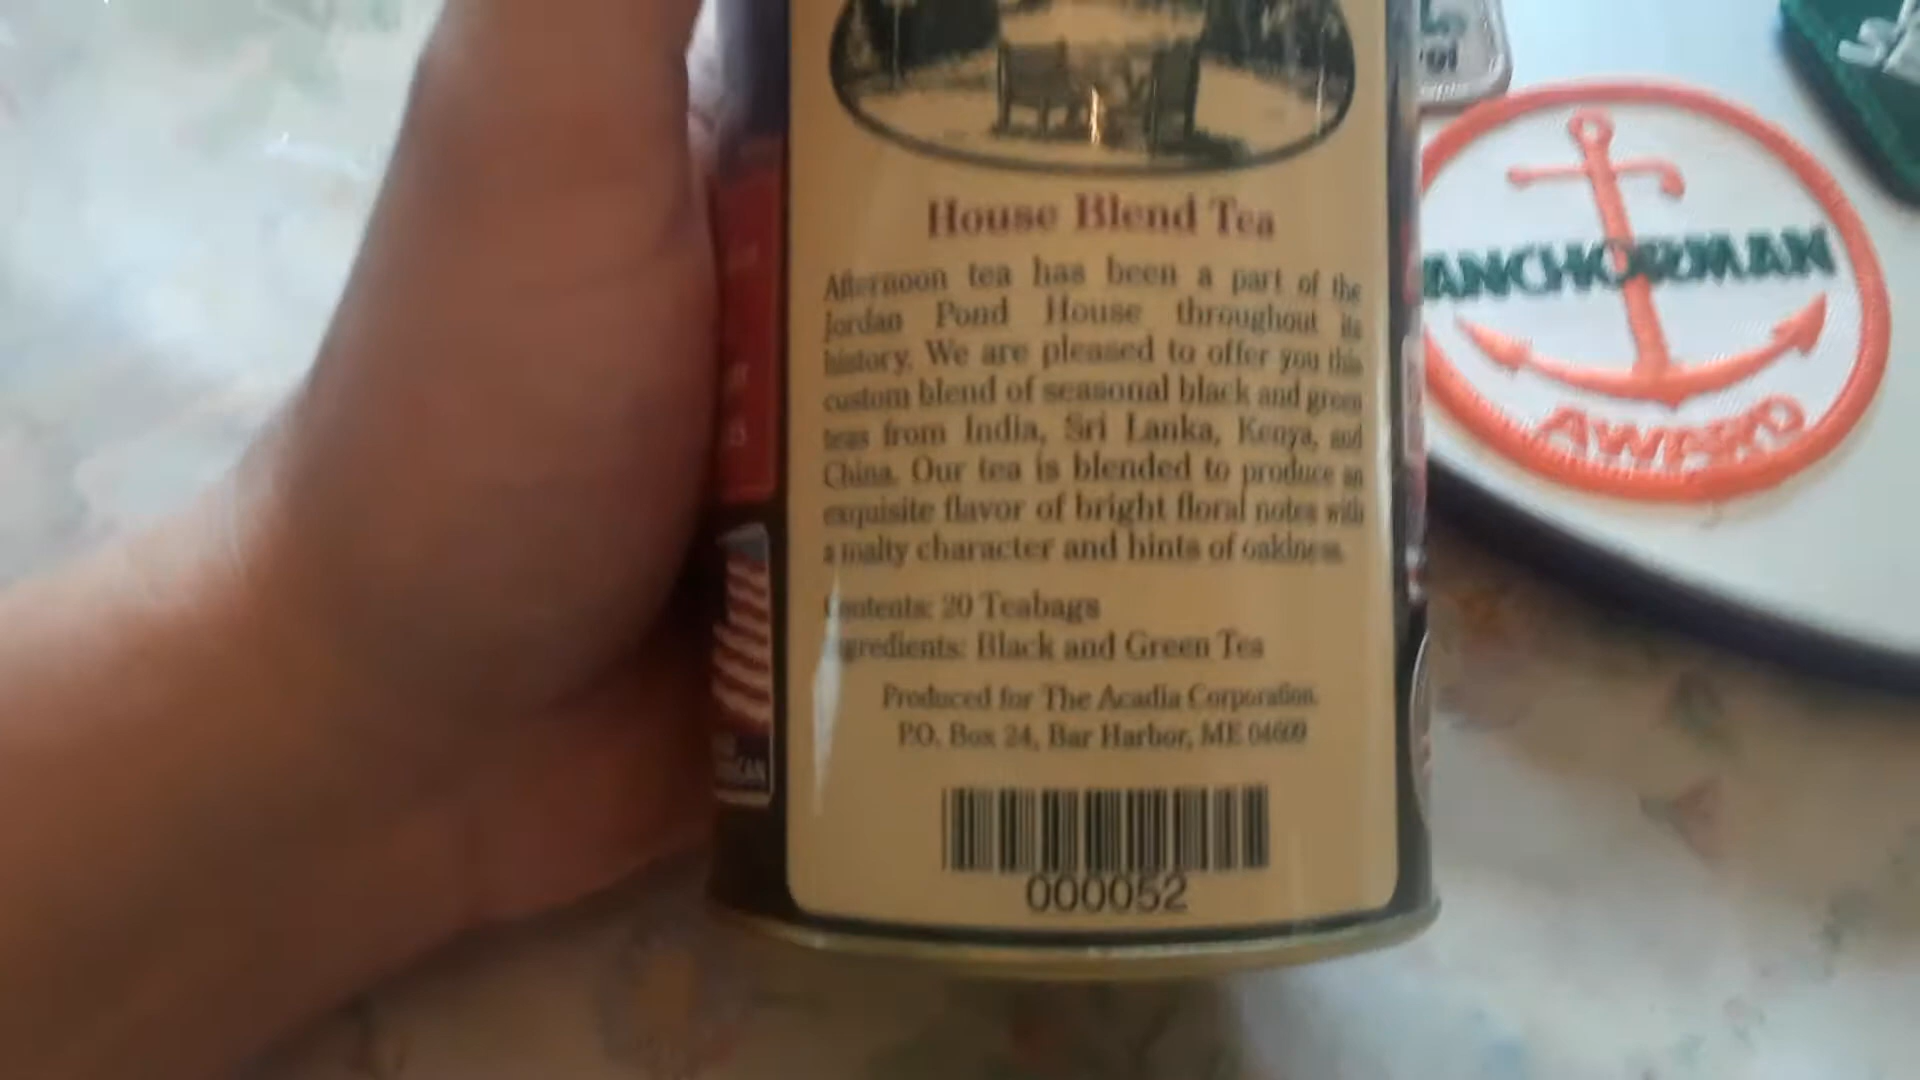 House Blend Tea
Afternoon tea has been a part of the
Jordan Pond House throughout its
history. We are pleased to offer you this
custom blend of seasonal black and green
teas from India, Sri Lanka, Kenya, and
China. Our tea is blended to produce an
exquisite flavor of bright floral notes with
a malty character and hints of oakiness.
Contents: 20 Teabags
Ingredients: Black and Green Tea
Produced for The Acadia Corporation.
P.O. Box 24, Bar Harbor, ME 04609
000052
ANCHORMAN
AWARD